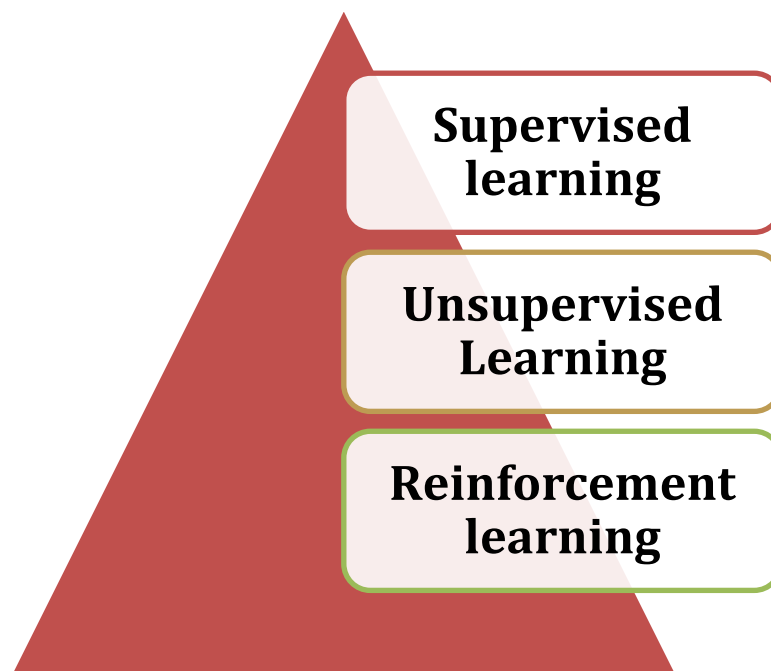 Supervised
learning
Unsupervised
Learning
Reinforcement
learning